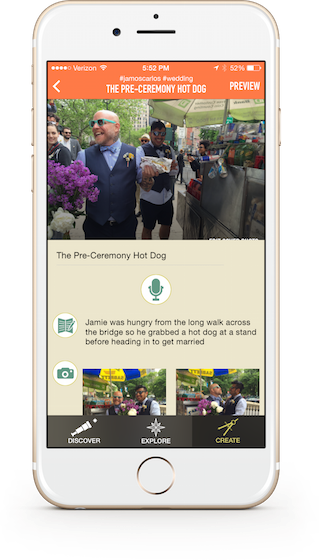 Verizon 5:52 PM 52%
#jamoscarlos #wedding
THE PRE-CEREMONY HOT DOG PREVIEW
The Pre-Ceremony Hot Dog
Jamie was hungry from the long walk across
the bridge so he grabbed a hot dog at a stand
before heading in to get married
DISCOVER EXPLORE CREATE